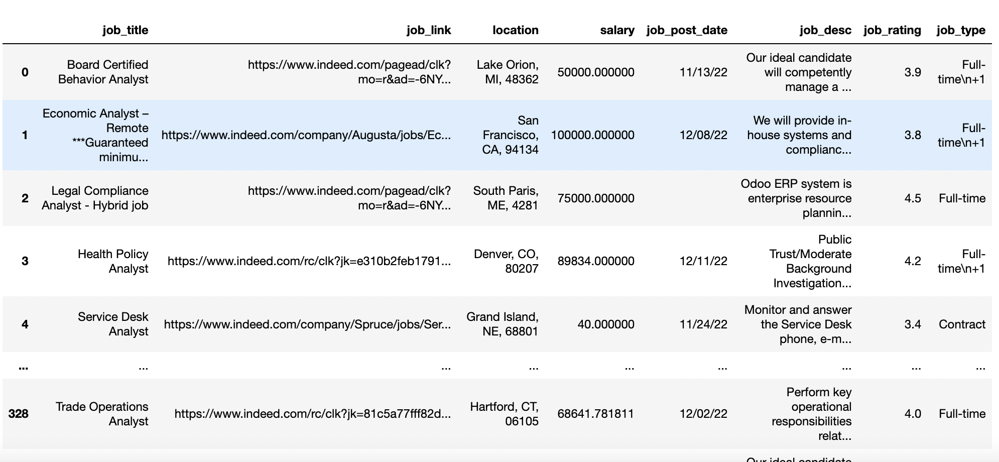 job_title job_link location salary job_post_date job_desc job_rating job_type
0 Board Certified Behavior Analyst https://www.indeed.com/pagead/clk?mo=r&ad=-6NY... Lake Orion, MI, 48362 50000.000000 11/13/22 Our ideal candidate will competently manage a ... 3.9 Full-time\n+1
1 Economic Analyst – Remote ***Guaranteed minimu... https://www.indeed.com/company/Augusta/jobs/Ec... San Francisco, CA, 94134 100000.000000 12/08/22 We will provide in-house systems and complianc... 3.8 Full-time\n+1
2 Legal Compliance Analyst - Hybrid job https://www.indeed.com/pagead/clk?mo=r&ad=-6NY... South Paris, ME, 4281 75000.000000 Odoo ERP system is enterprise resource plannin... 4.5 Full-time
3 Health Policy Analyst https://www.indeed.com/rc/clk?jk=e310b2feb1791... Denver, CO, 80207 89834.000000 12/11/22 Public Trust/Moderate Background Investigation... 4.2 Full-time\n+1
4 Service Desk Analyst https://www.indeed.com/company/Spruce/jobs/Ser... Grand Island, NE, 68801 40.000000 11/24/22 Monitor and answer the Service Desk phone, e-m... 3.4 Contract
... ... ... ... ... ... ... ... ...
328 Trade Operations Analyst https://www.indeed.com/rc/clk?jk=81c5a77fff82d... Hartford, CT, 06105 68641.781811 12/02/22 Perform key operational responsibilities relat... 4.0 Full-time
Our ideal candidate